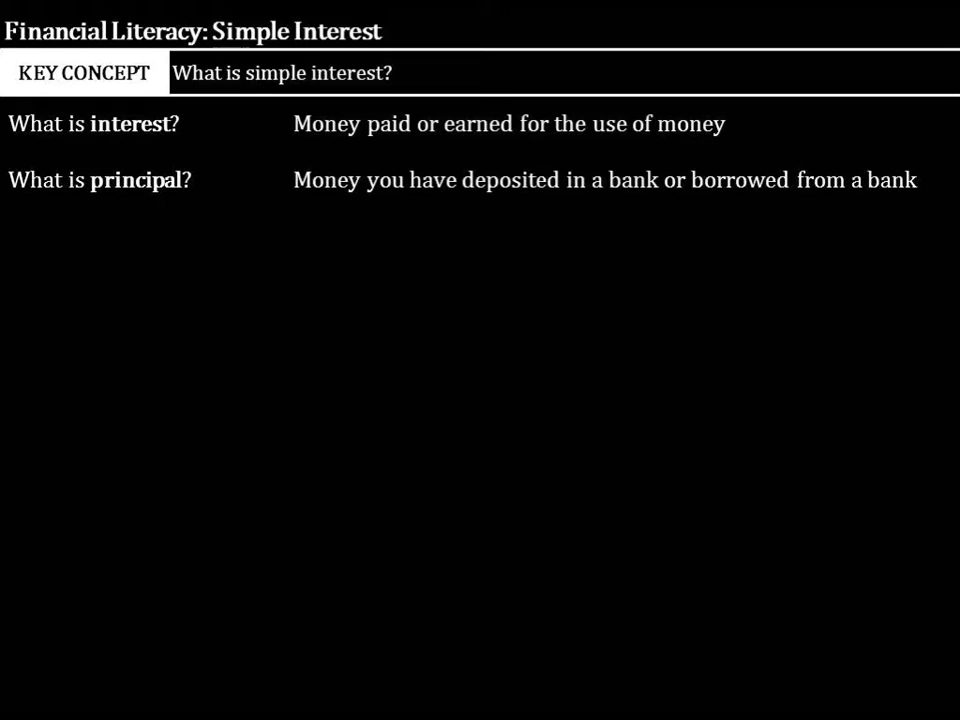 Financial Literacy: Simple Interest
KEY CONCEPT What is simple interest?
What is interest? Money paid or earned for the use of money
What is principal? Money you have deposited in a bank or borrowed from a bank